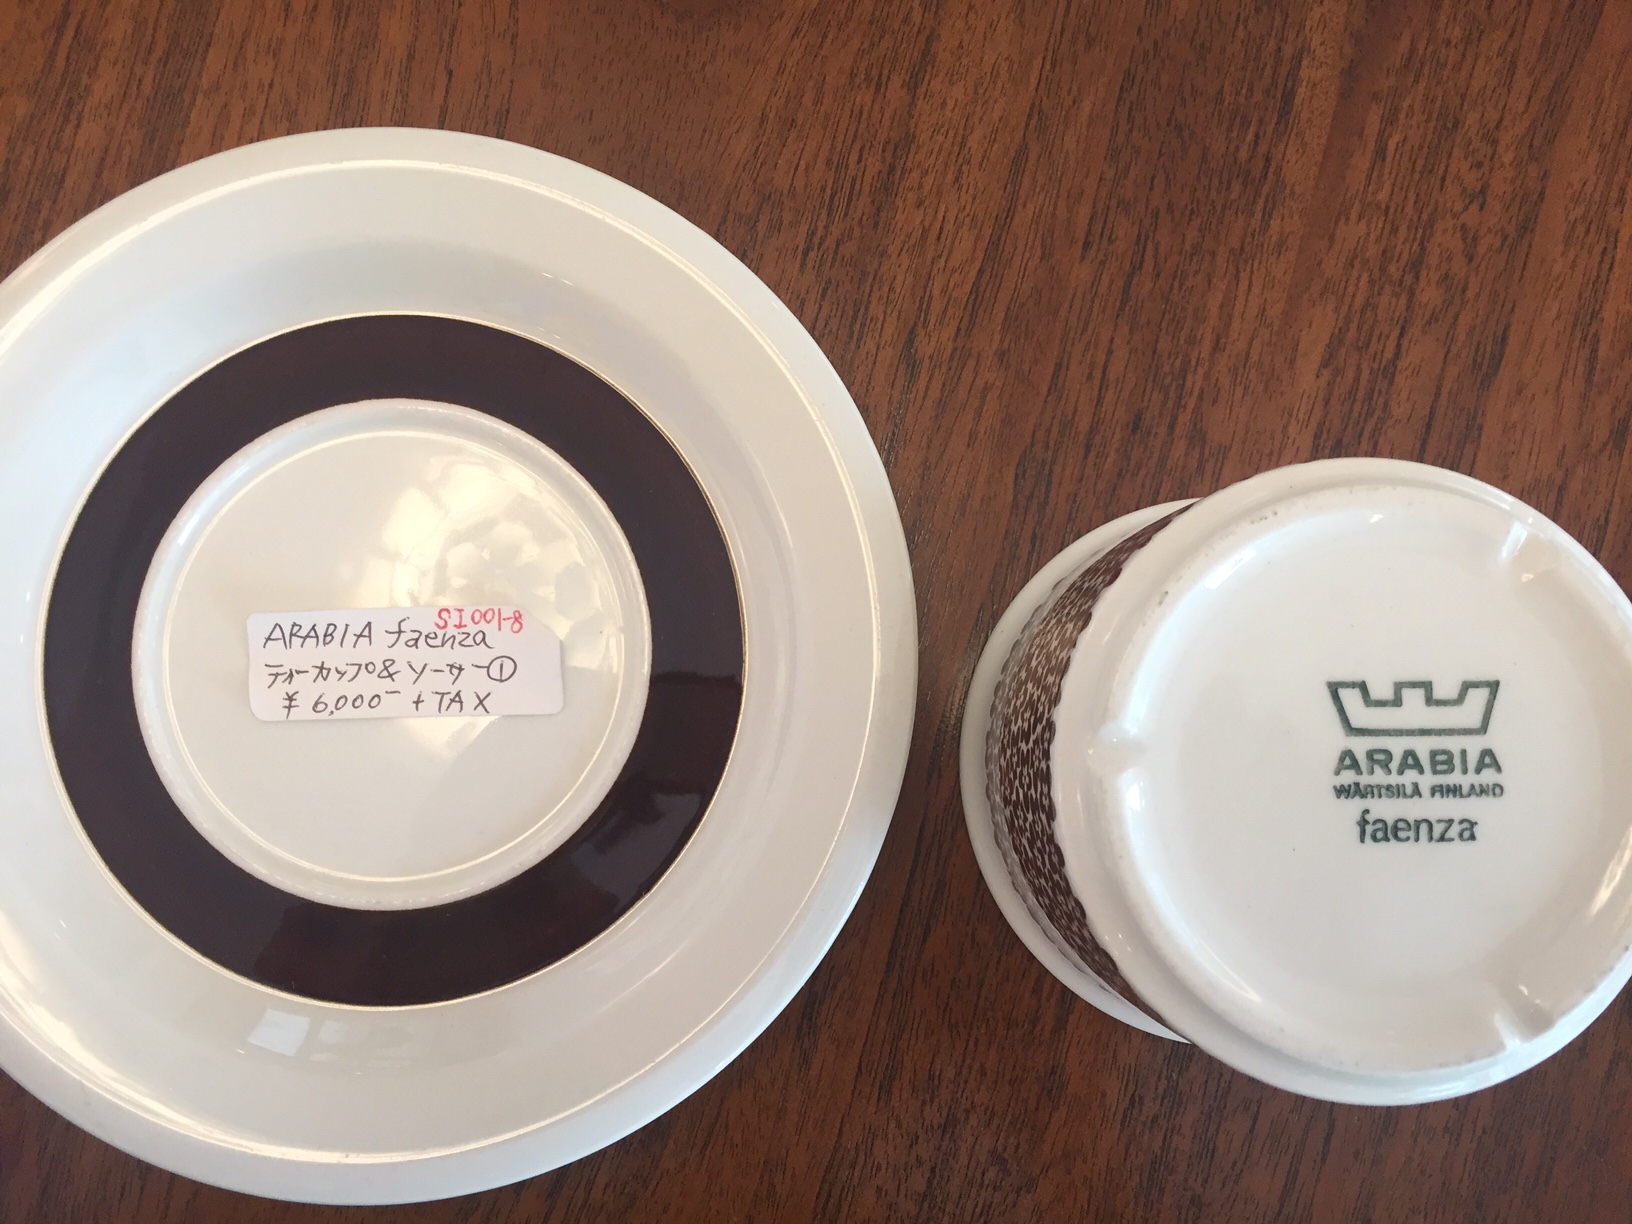 SI001-8
ARABIA faenza
ティーカップ&ソーサー①
¥6,000- +TAX
ARABIA
WÄRTSILÄ FINLAND
faenza